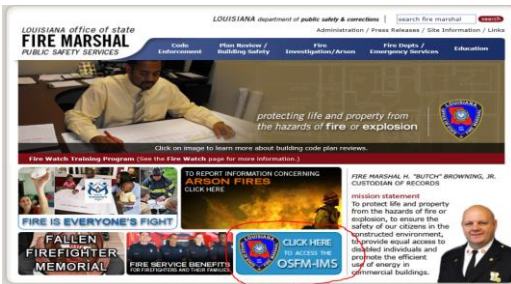 LOUISIANA department of public safety & corrections
search fire marshal
search
LOUISIANA office of state
FIRE MARSHAL
PUBLIC SAFETY SERVICES
Administration / Press Releases / Site Information / Links
Code Enforcement
Plan Review / Building Safety
Fire Investigation/Arson
Fire Depts / Emergency Services
Education
protecting life and property from
the hazards of fire or explosion
Click on image to learn more about building code plan reviews.
Fire Watch Training Program (See the Fire Watch page for more information.)
FIRE IS EVERYONE'S FIGHT
TO REPORT INFORMATION CONCERNING
ARSON FIRES
CLICK HERE
FALLEN
FIREFIGHTER
MEMORIAL
FIRE SERVICE BENEFITS
FOR FIREFIGHTERS AND THEIR FAMILIES
LOUISIANA
CLICK HERE
TO ACCESS THE
OSFM-IMS
FIRE MARSHAL H. "BUTCH" BROWNING, JR.
CUSTODIAN OF RECORDS
mission statement
To protect life and property
from the hazards of fire or
explosion, to ensure the
safety of our citizens in the
constructed environment,
to provide equal access to
disabled individuals and
promote the efficient
use of energy in
commercial buildings.